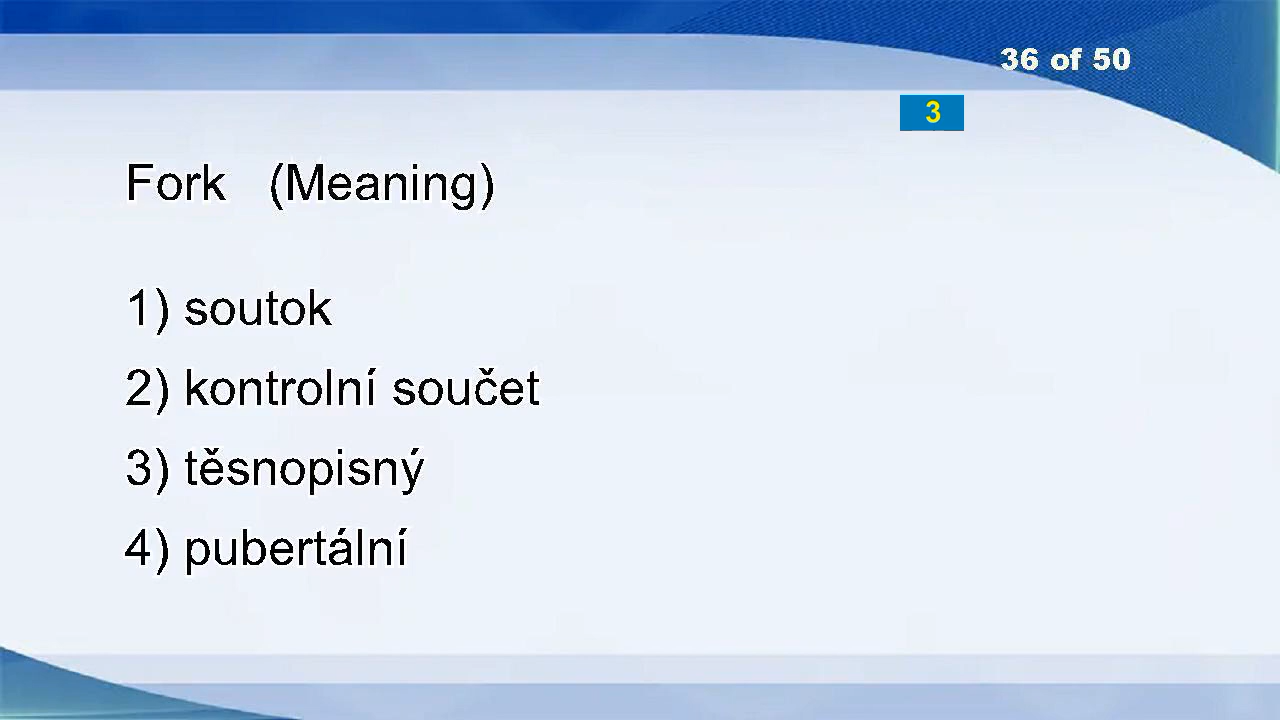 36 of 50
3
Fork (Meaning)
1) soutok
2) kontrolní součet
3) těsnopisný
4) pubertální